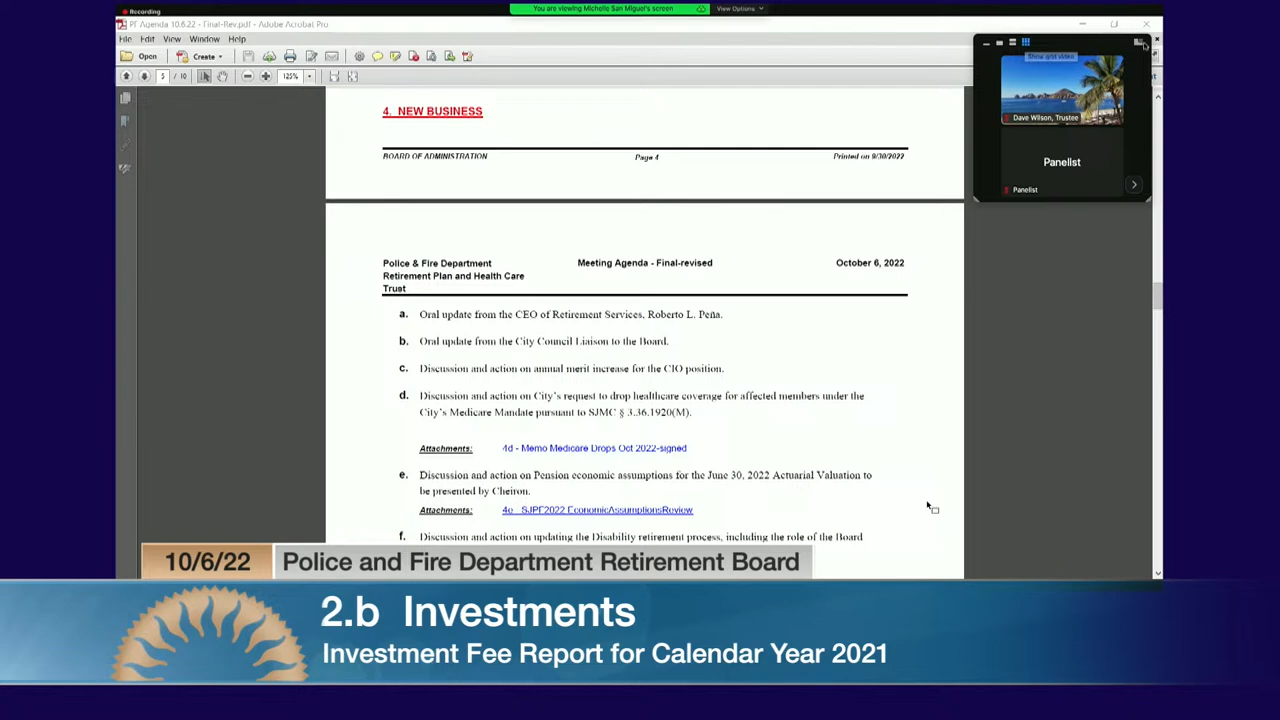 Recording
You are viewing Michelle San Miguel's screen
View Options
PF Agenda 10.6.22 - Final-Rev.pdf - Adobe Acrobat Pro
File Edit View Window Help
Open Create
5 / 10 125%
Show grid video
Dave Wilson, Trustee
Panelist
Panelist
4. NEW BUSINESS
BOARD OF ADMINISTRATION Page 4 Printed on 9/30/2022
Police & Fire Department Meeting Agenda - Final-revised October 6, 2022
Retirement Plan and Health Care
Trust
a. Oral update from the CEO of Retirement Services, Roberto L. Peña.
b. Oral update from the City Council Liaison to the Board.
c. Discussion and action on annual merit increase for the CIO position.
d. Discussion and action on City's request to drop healthcare coverage for affected members under the
City's Medicare Mandate pursuant to SJMC § 3.36.1920(M).
Attachments: 4d - Memo Medicare Drops Oct 2022-signed
e. Discussion and action on Pension economic assumptions for the June 30, 2022 Actuarial Valuation to
be presented by Cheiron.
Attachments: 4e - SJPF2022 EconomicAssumptionsReview
f. Discussion and action on updating the Disability retirement process, including the role of the Board
10/6/22 Police and Fire Department Retirement Board
2.b Investments
Investment Fee Report for Calendar Year 2021